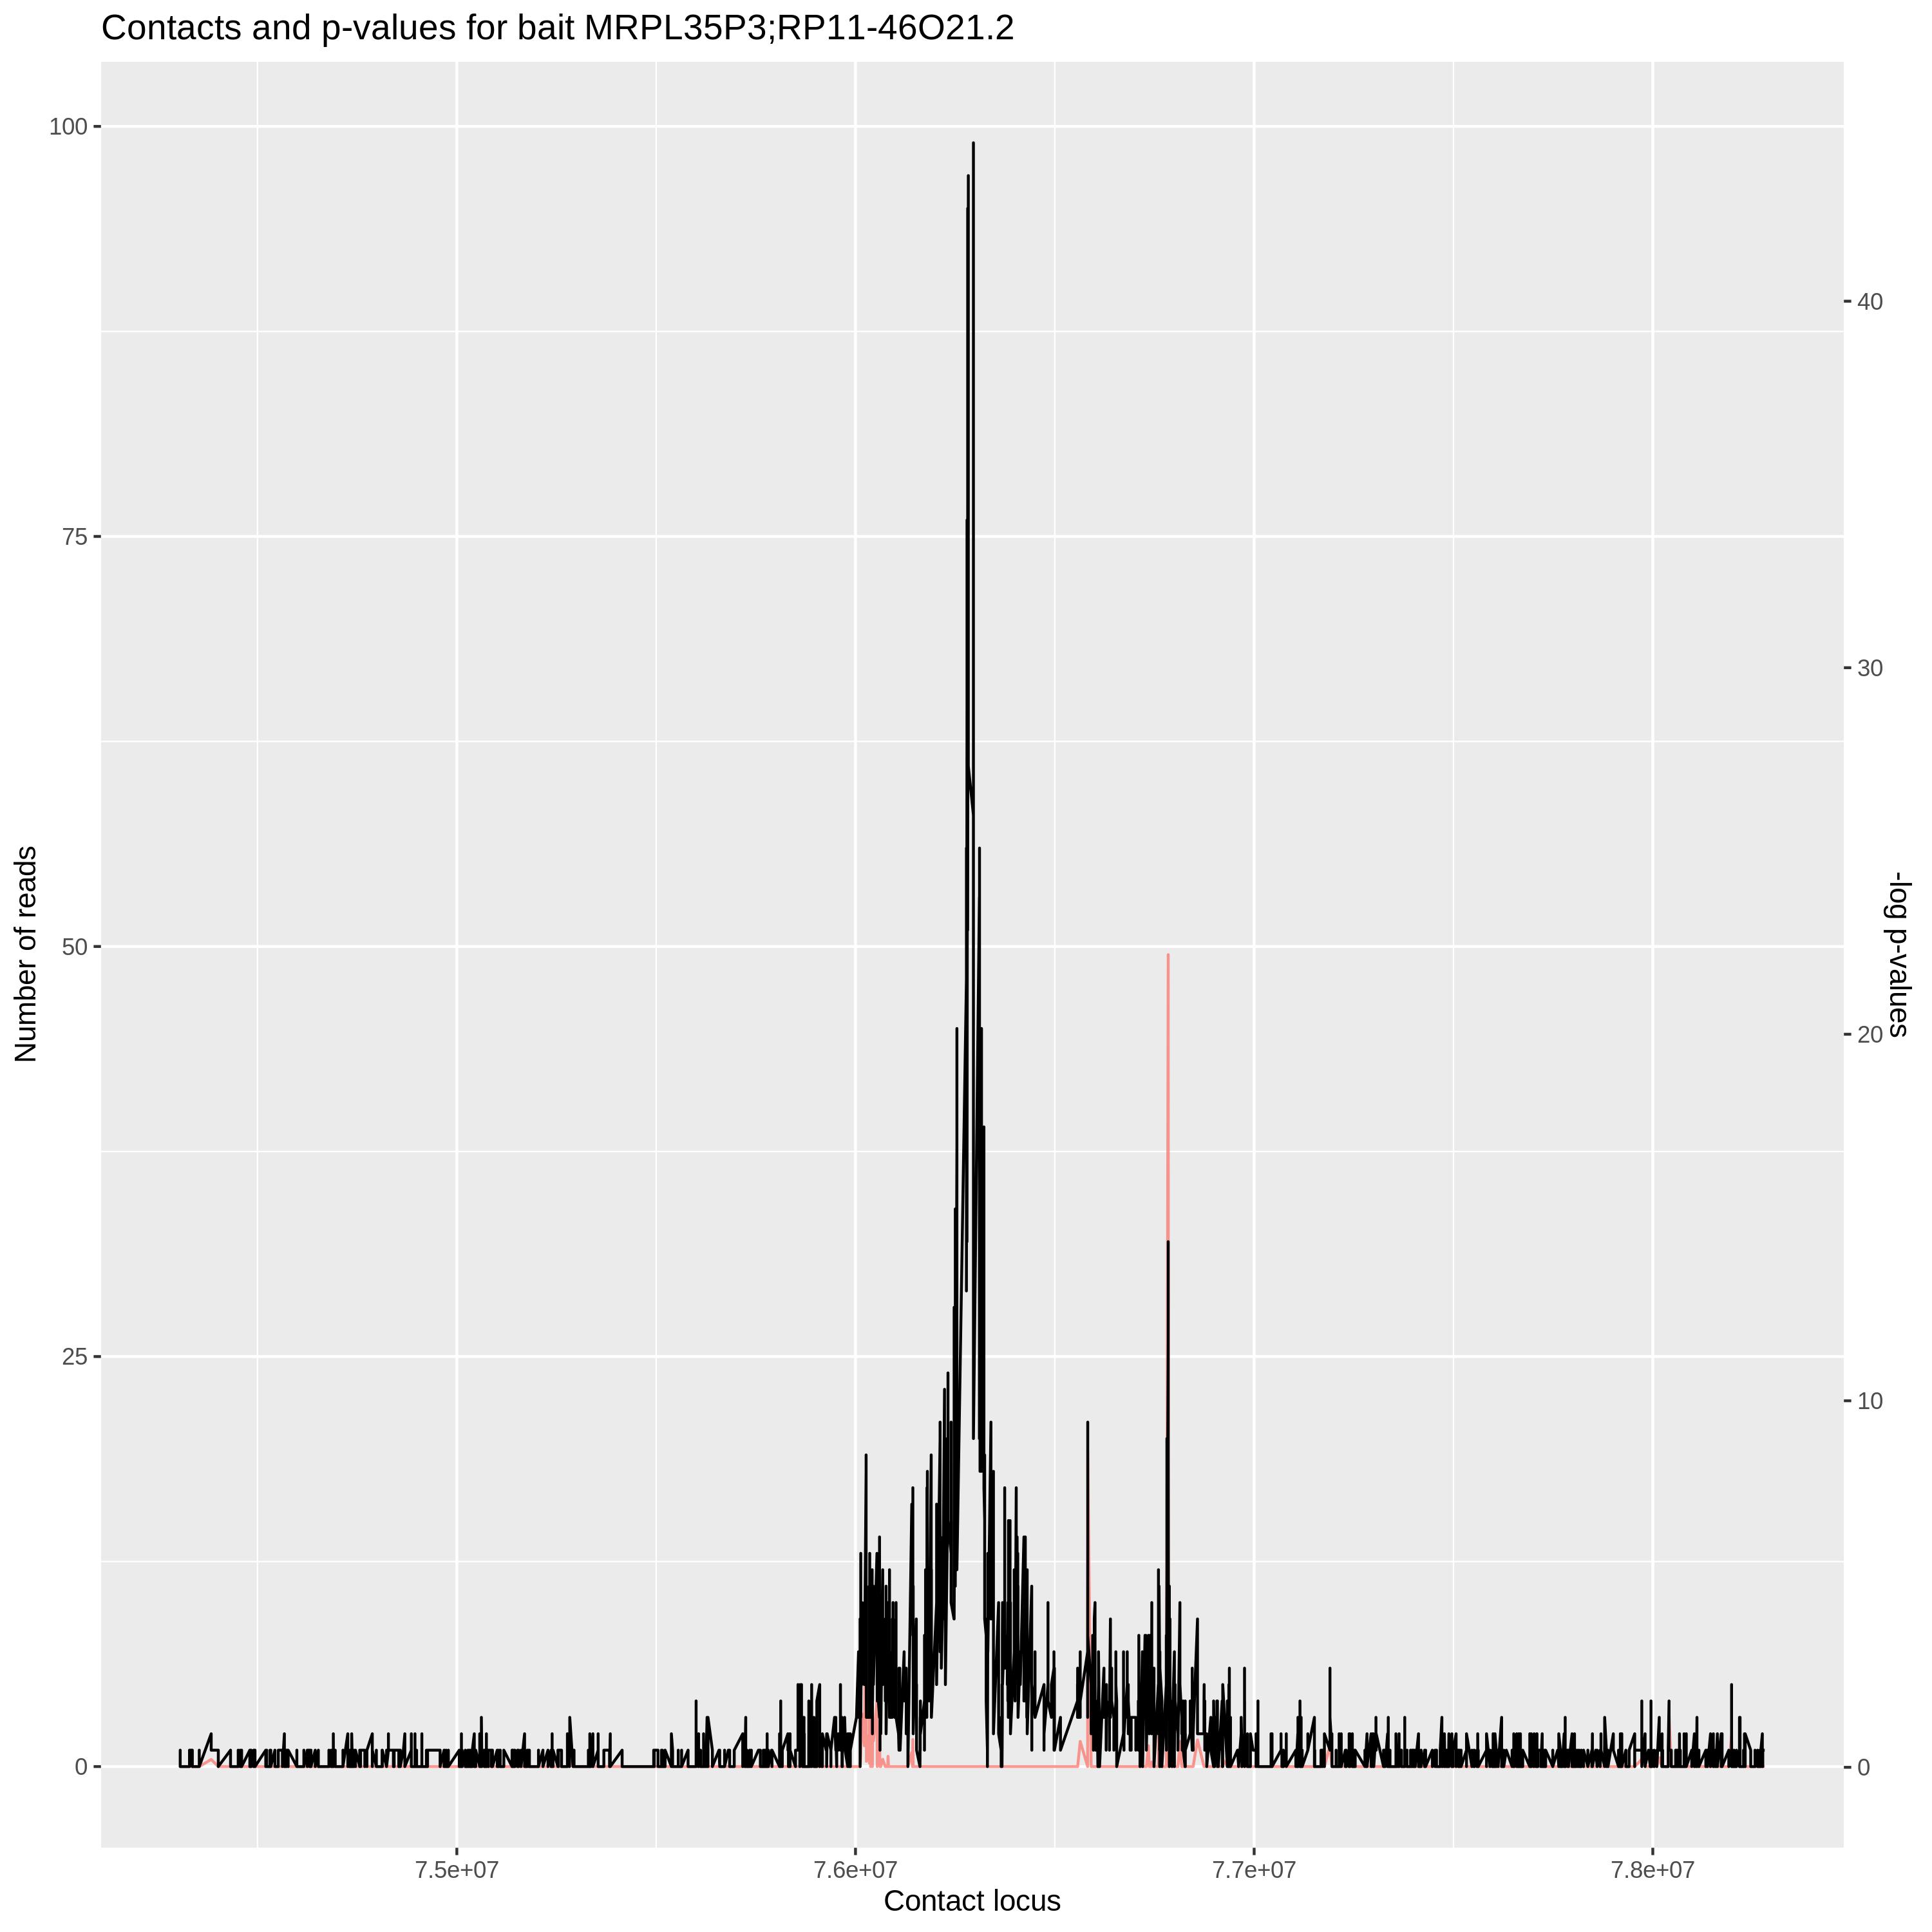 Contacts and p-values for bait MRPL35P3;RP11-46O21.2
100
75
50
25
0
Number of reads
40
30
20
10
0
-log p-values
7.5e+07 7.6e+07 7.7e+07 7.8e+07
Contact locus